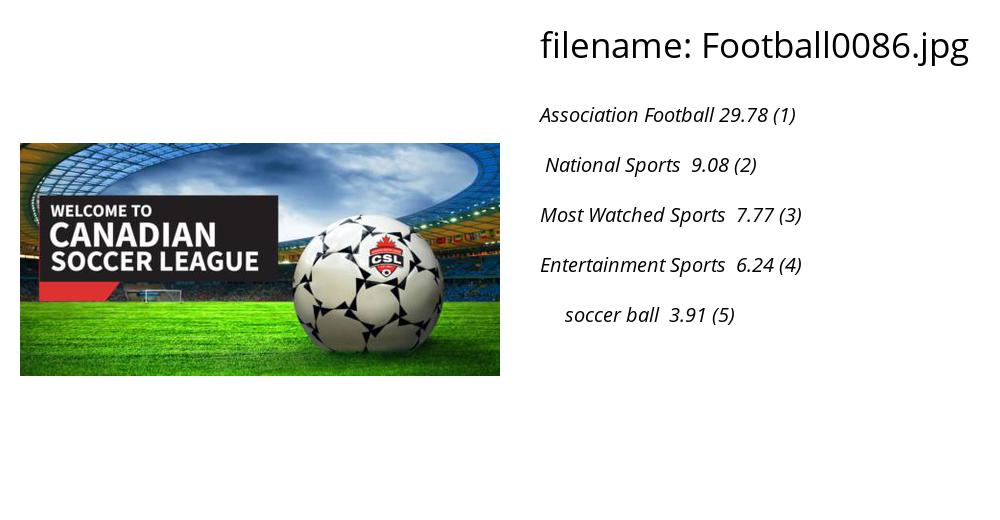 filename: Football0086.jpg
Association Football 29.78 (1)
National Sports 9.08 (2)
Most Watched Sports 7.77 (3)
Entertainment Sports 6.24 (4)
soccer ball 3.91 (5)
WELCOME TO
CANADIAN
SOCCER LEAGUE
CSL